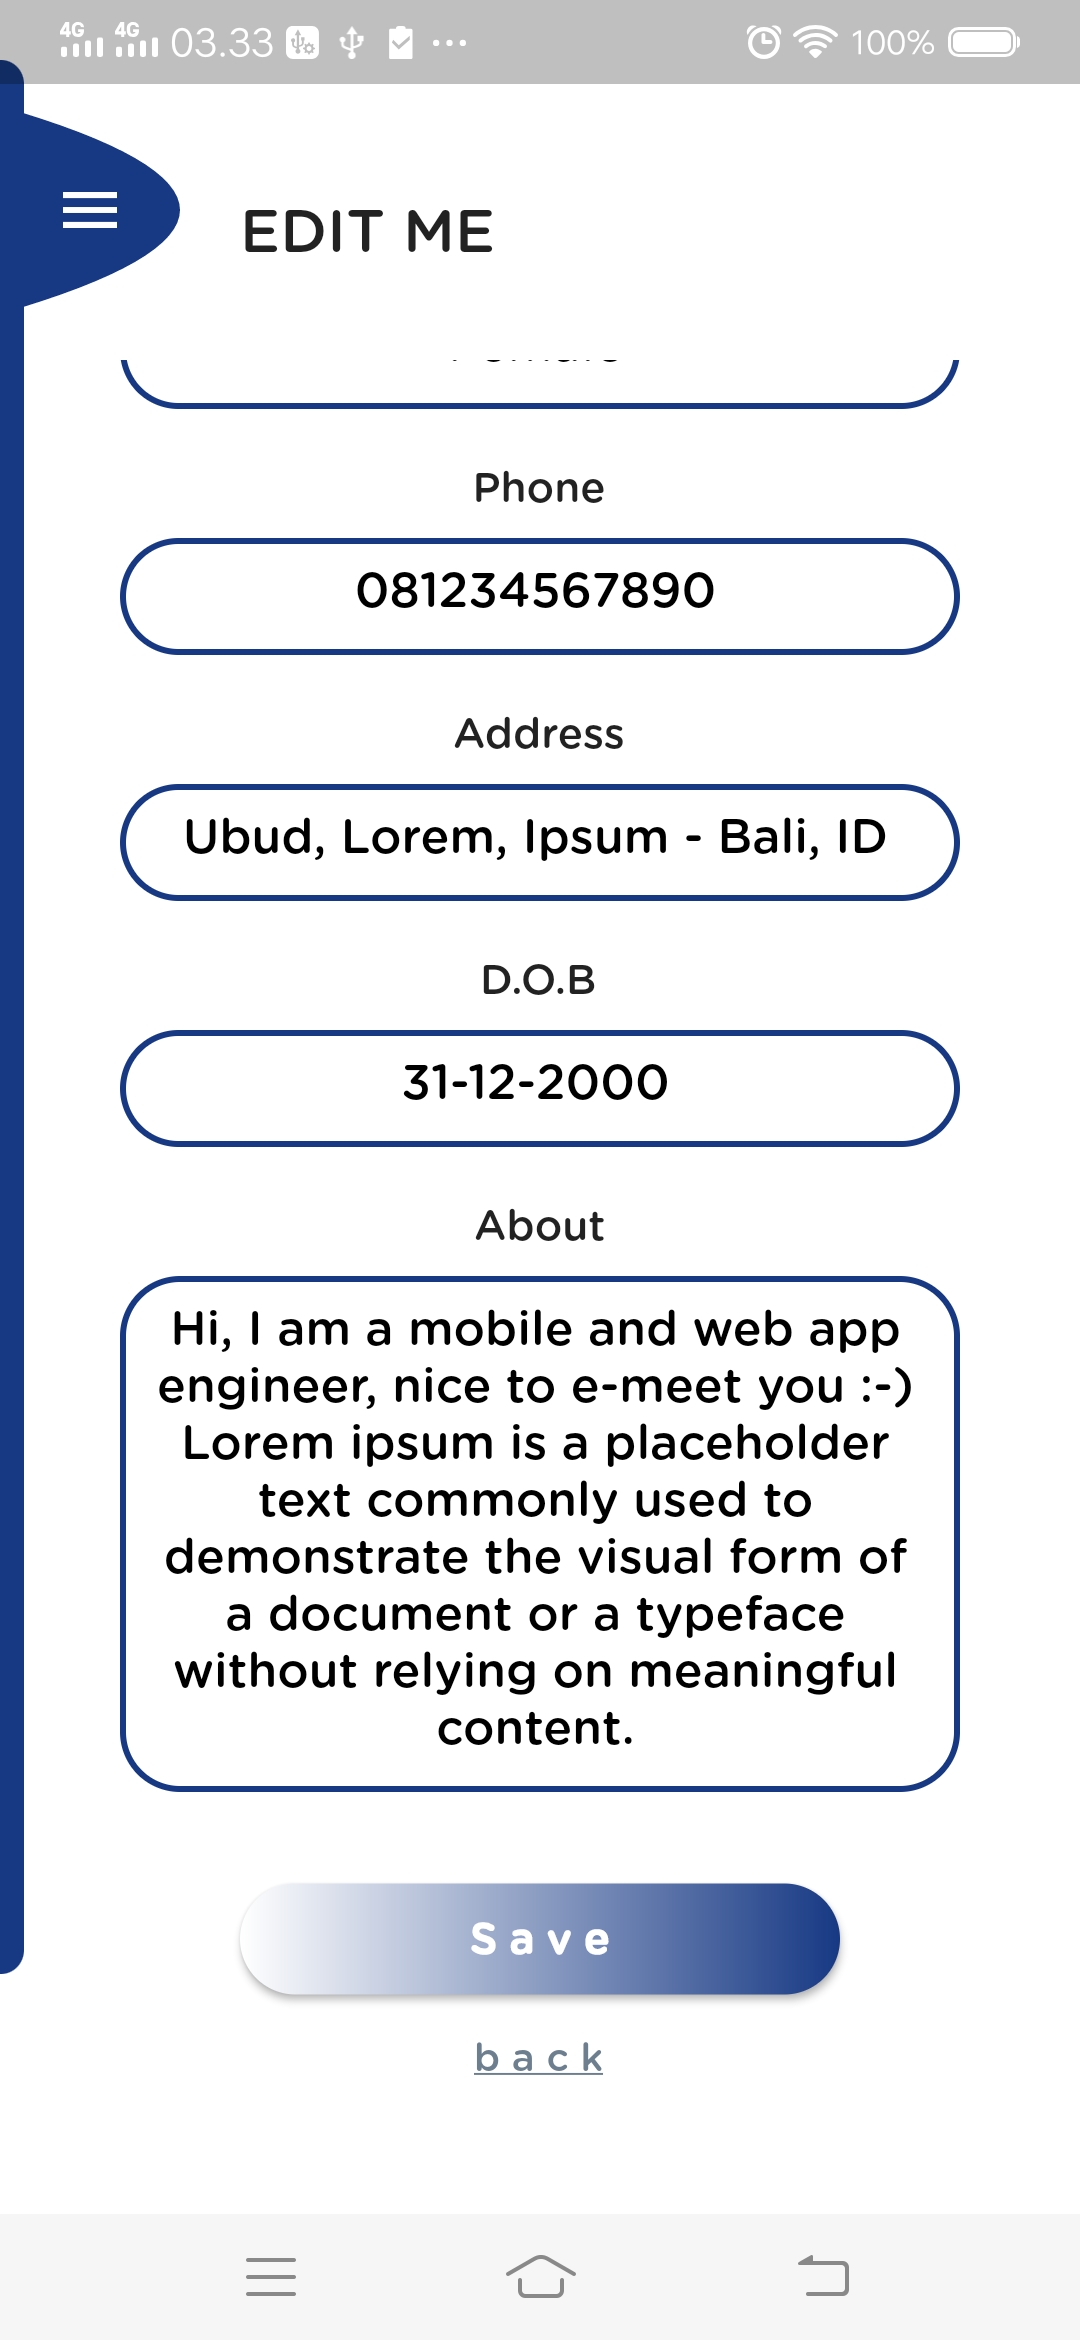 4G 4G 03.33 100%
EDIT ME
Phone
081234567890
Address
Ubud, Lorem, Ipsum - Bali, ID
D.O.B
31-12-2000
About
Hi, I am a mobile and web app
engineer, nice to e-meet you :-)
Lorem ipsum is a placeholder
text commonly used to
demonstrate the visual form of
a document or a typeface
without relying on meaningful
content.
Save
back